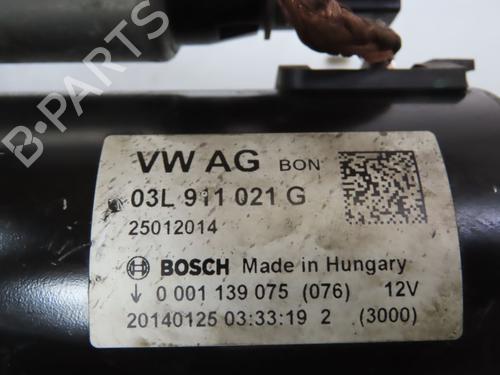 VW AG BON
03L 911 021 G
25012014
BOSCH Made in Hungary
↓ 0 001 139 075 (076) 12V
20140125 03:33:19 2 (3000)
B-PARTS